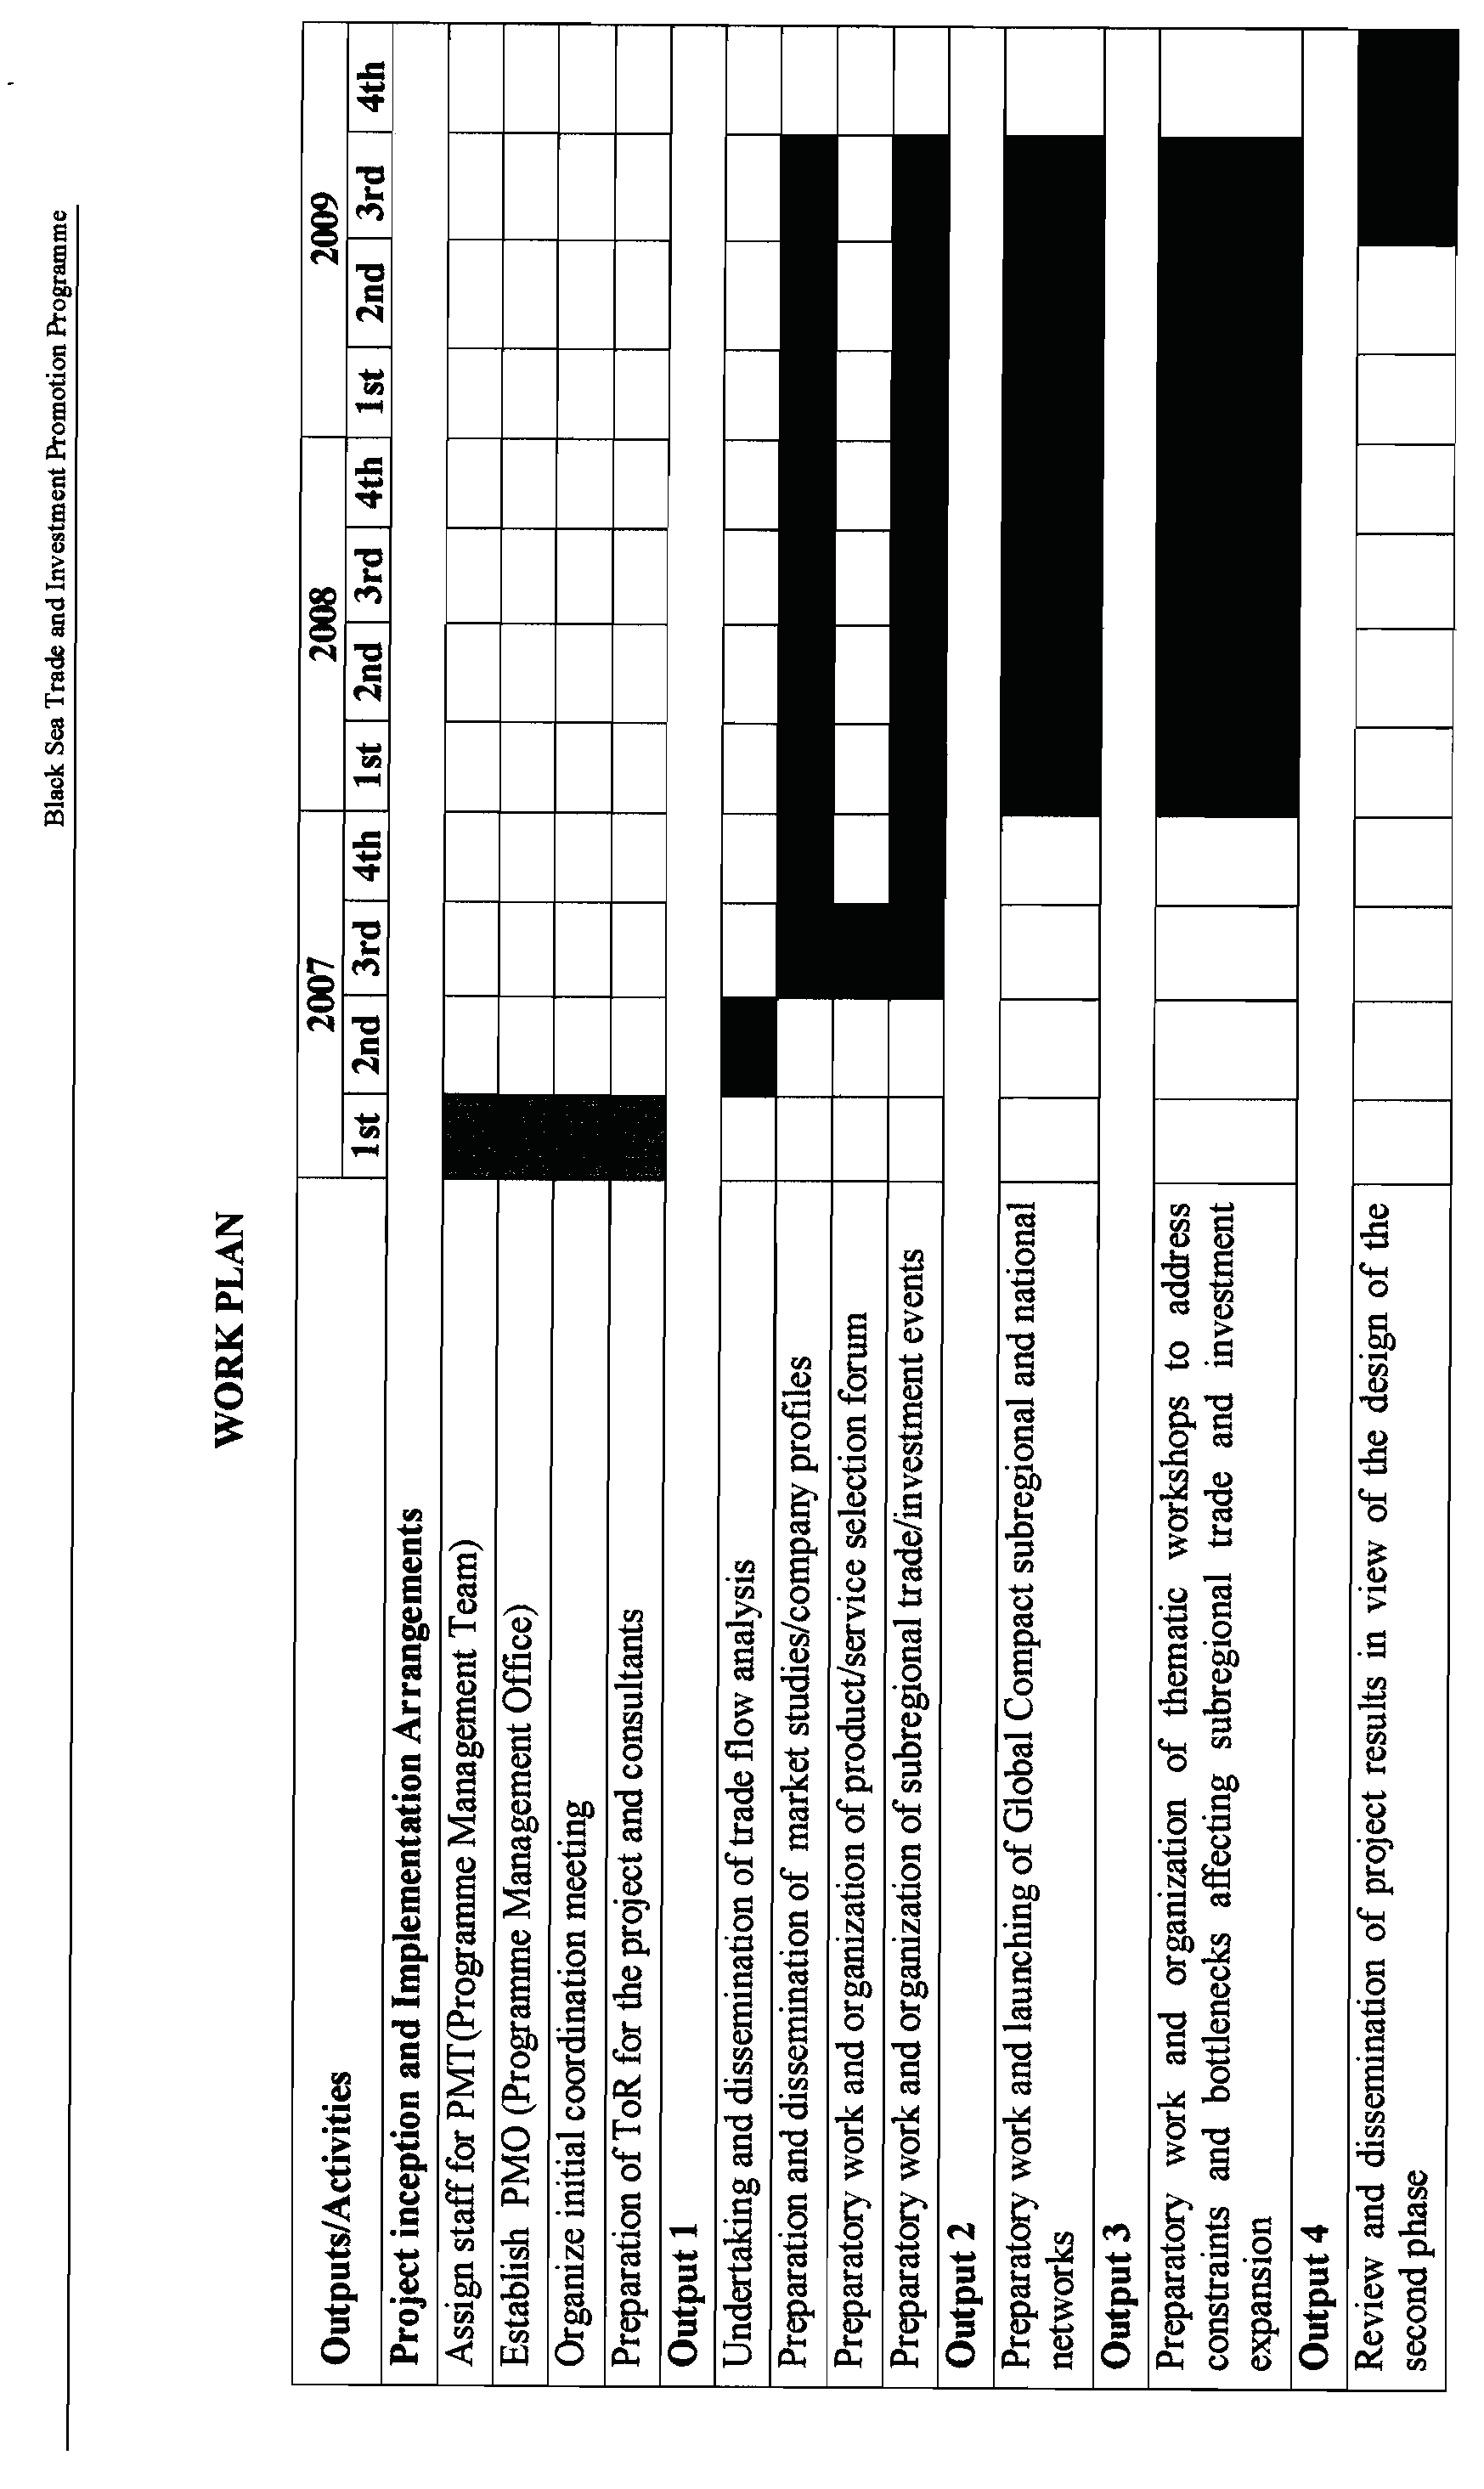 Black Sea Trade and Investment Promotion Programme
WORK PLAN
Outputs/Activities 2007 2008 2009
1st 2nd 3rd 4th 1st 2nd 3rd 4th 1st 2nd 3rd 4th
Project inception and Implementation Arrangements
Assign staff for PMT(Programme Management Team)
Establish PMO (Programme Management Office)
Organize initial coordination meeting
Preparation of ToR for the project and consultants
Output 1
Undertaking and dissemination of trade flow analysis
Preparation and dissemination of market studies/company profiles
Preparatory work and organization of product/service selection forum
Preparatory work and organization of subregional trade/investment events
Output 2
Preparatory work and launching of Global Compact subregional and national
networks
Output 3
Preparatory work and organization of thematic workshops to address
constraints and bottlenecks affecting subregional trade and investment
expansion
Output 4
Review and dissemination of project results in view of the design of the
second phase